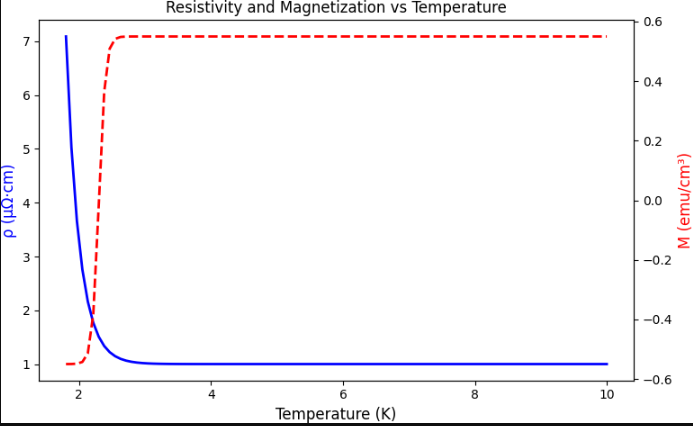 Resistivity and Magnetization vs Temperature
7
6
5
4
3
2
1
ρ (μΩ·cm)
0.6
0.4
0.2
0.0
−0.2
−0.4
−0.6
M (emu/cm³)
2 4 6 8 10
Temperature (K)